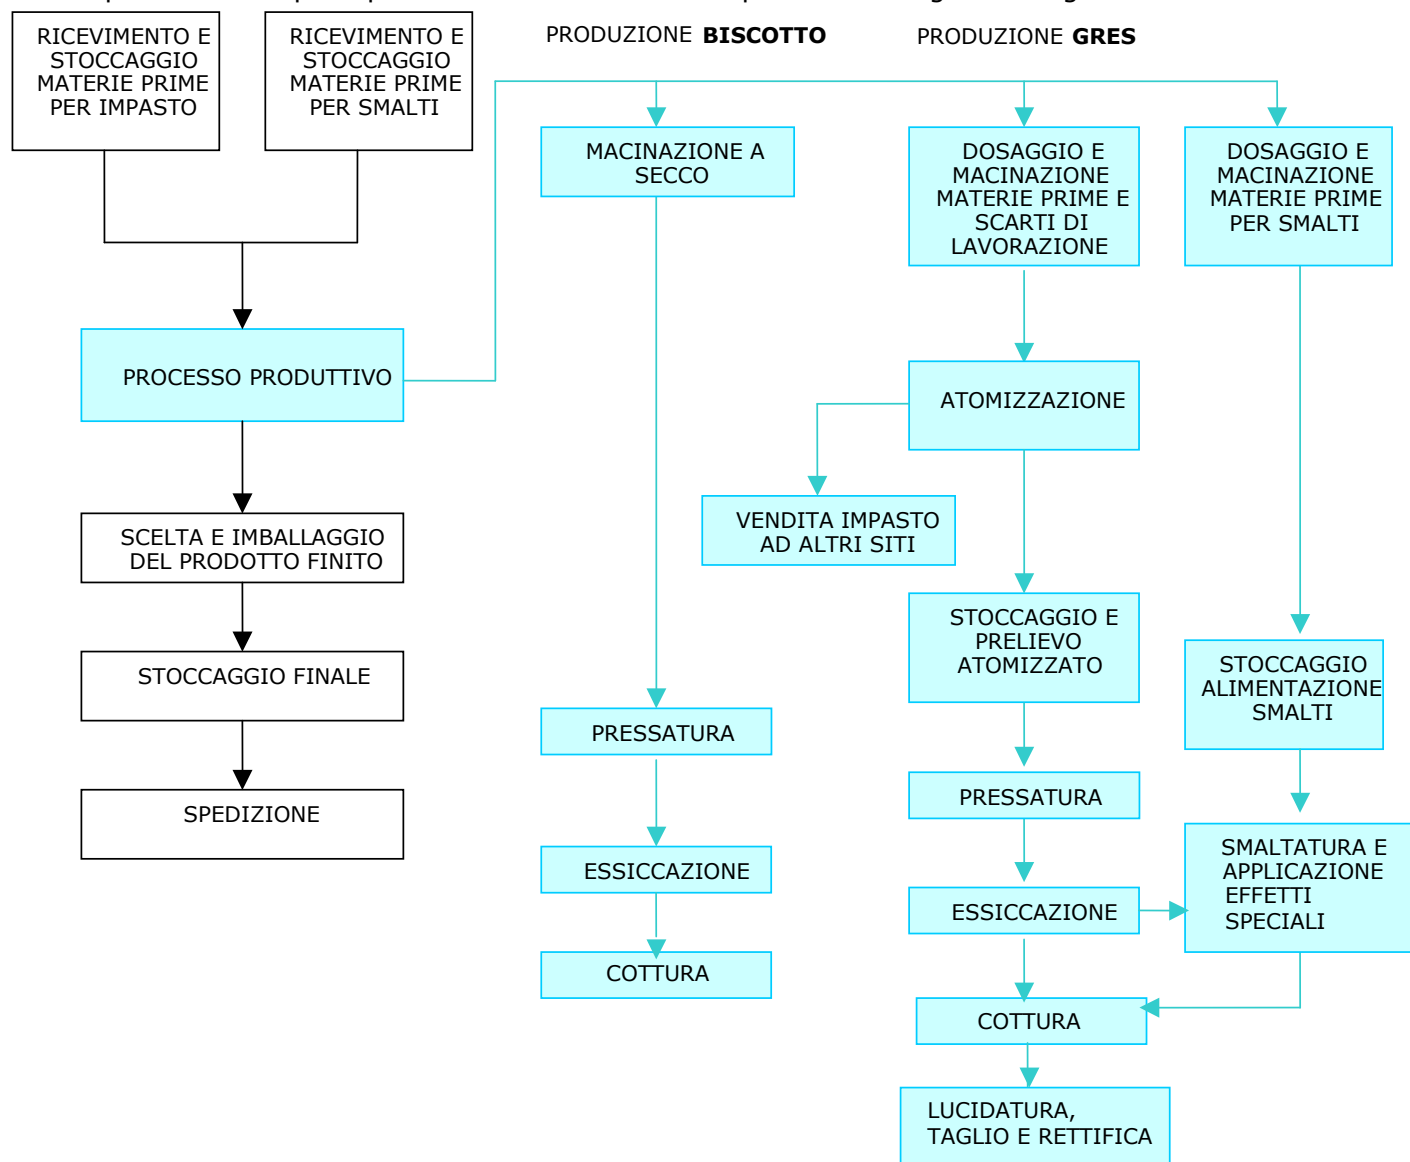 RICEVIMENTO E
STOCCAGGIO
MATERIE PRIME
PER IMPASTO
RICEVIMENTO E
STOCCAGGIO
MATERIE PRIME
PER SMALTI
PRODUZIONE BISCOTTO
PRODUZIONE GRES
MACINAZIONE A
SECCO
DOSAGGIO E
MACINAZIONE
MATERIE PRIME E
SCARTI DI
LAVORAZIONE
DOSAGGIO E
MACINAZIONE
MATERIE PRIME
PER SMALTI
PROCESSO PRODUTTIVO
ATOMIZZAZIONE
VENDITA IMPASTO
AD ALTRI SITI
SCELTA E IMBALLAGGIO
DEL PRODOTTO FINITO
STOCCAGGIO E
PRELIEVO
ATOMIZZATO
STOCCAGGIO
ALIMENTAZIONE
SMALTI
STOCCAGGIO FINALE
PRESSATURA
PRESSATURA
SPEDIZIONE
ESSICCAZIONE
ESSICCAZIONE
SMALTATURA E
APPLICAZIONE
EFFETTI
SPECIALI
COTTURA
COTTURA
LUCIDATURA,
TAGLIO E RETTIFICA